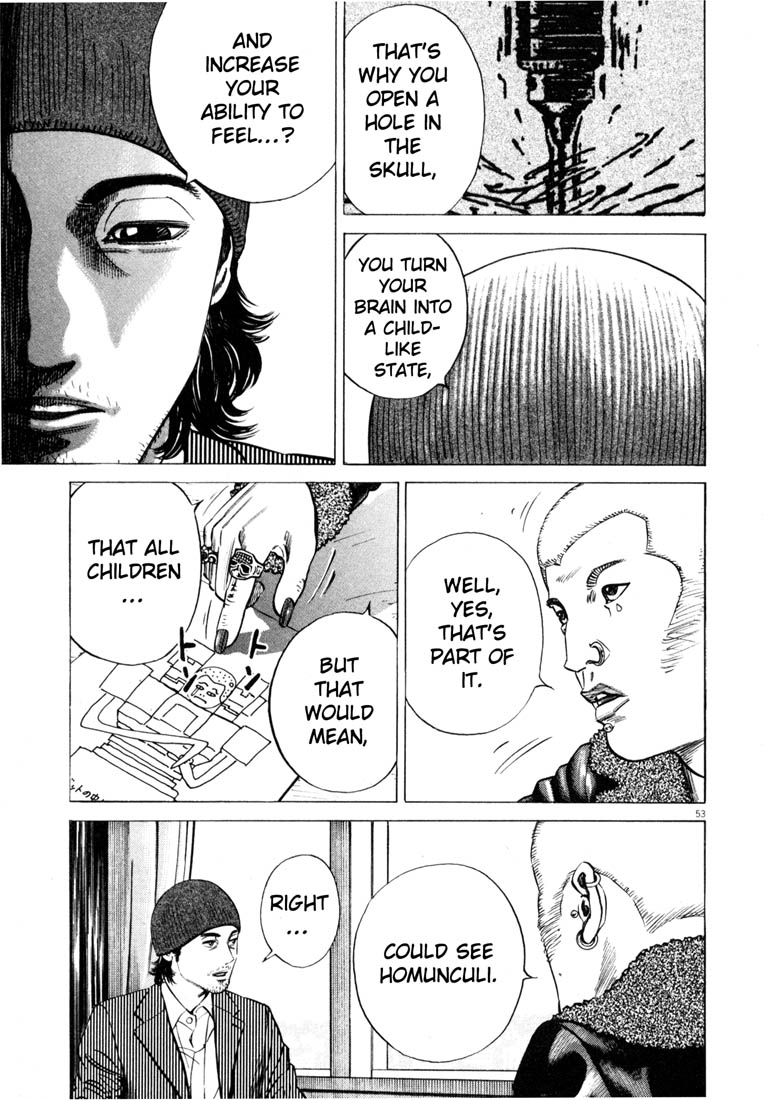 THAT'S
WHY YOU
OPEN A
HOLE IN
THE
SKULL,
YOU TURN
YOUR
BRAIN INTO
A CHILD-
LIKE
STATE,
AND
INCREASE
YOUR
ABILITY TO
FEEL...?
WELL,
YES,
THAT'S
PART OF
IT.
BUT
THAT
WOULD
MEAN,
THAT ALL
CHILDREN
...
トト
53
COULD SEE
HOMUNCULI.
RIGHT
...